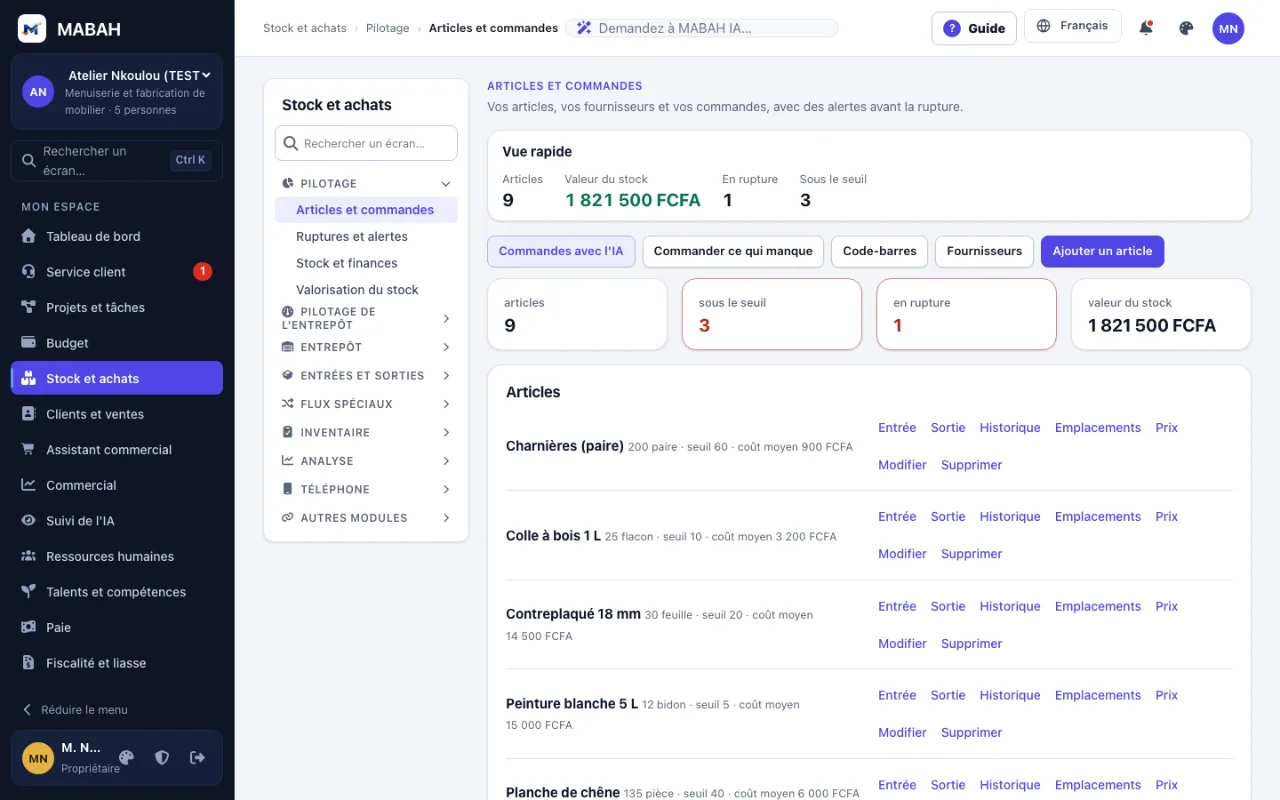 MABAH
AN
Atelier Nkoulou (TEST
Menuiserie et fabrication de
mobilier · 5 personnes
Rechercher un
écran...
Ctrl K
MON ESPACE
Tableau de bord
Service client
1
Projets et tâches
Budget
Stock et achats
Clients et ventes
Assistant commercial
Commercial
Suivi de l'IA
Ressources humaines
Talents et compétences
Paie
Fiscalité et liasse
Réduire le menu
MN
M. N...
Propriétaire
Stock et achats › Pilotage › Articles et commandes
Demandez à MABAH IA...
? Guide
Français
MN
Stock et achats
Rechercher un écran...
PILOTAGE
Articles et commandes
Ruptures et alertes
Stock et finances
Valorisation du stock
PILOTAGE DE
L'ENTREPÔT
ENTREPÔT
ENTRÉES ET SORTIES
FLUX SPÉCIAUX
INVENTAIRE
ANALYSE
TÉLÉPHONE
AUTRES MODULES
ARTICLES ET COMMANDES
Vos articles, vos fournisseurs et vos commandes, avec des alertes avant la rupture.
Vue rapide
Articles Valeur du stock En rupture Sous le seuil
9 1 821 500 FCFA 1 3
Commandes avec l'IA Commander ce qui manque Code-barres Fournisseurs Ajouter un article
articles sous le seuil en rupture valeur du stock
9 3 1 1 821 500 FCFA
Articles
Charnières (paire) 200 paire · seuil 60 · coût moyen 900 FCFA
Entrée Sortie Historique Emplacements Prix
Modifier Supprimer
Colle à bois 1 L 25 flacon · seuil 10 · coût moyen 3 200 FCFA
Entrée Sortie Historique Emplacements Prix
Modifier Supprimer
Contreplaqué 18 mm 30 feuille · seuil 20 · coût moyen
14 500 FCFA
Entrée Sortie Historique Emplacements Prix
Modifier Supprimer
Peinture blanche 5 L 12 bidon · seuil 5 · coût moyen
15 000 FCFA
Entrée Sortie Historique Emplacements Prix
Modifier Supprimer
Planche de chêne 135 pièce · seuil 40 · coût moyen 6 000 FCFA
Entrée Sortie Historique Emplacements Prix